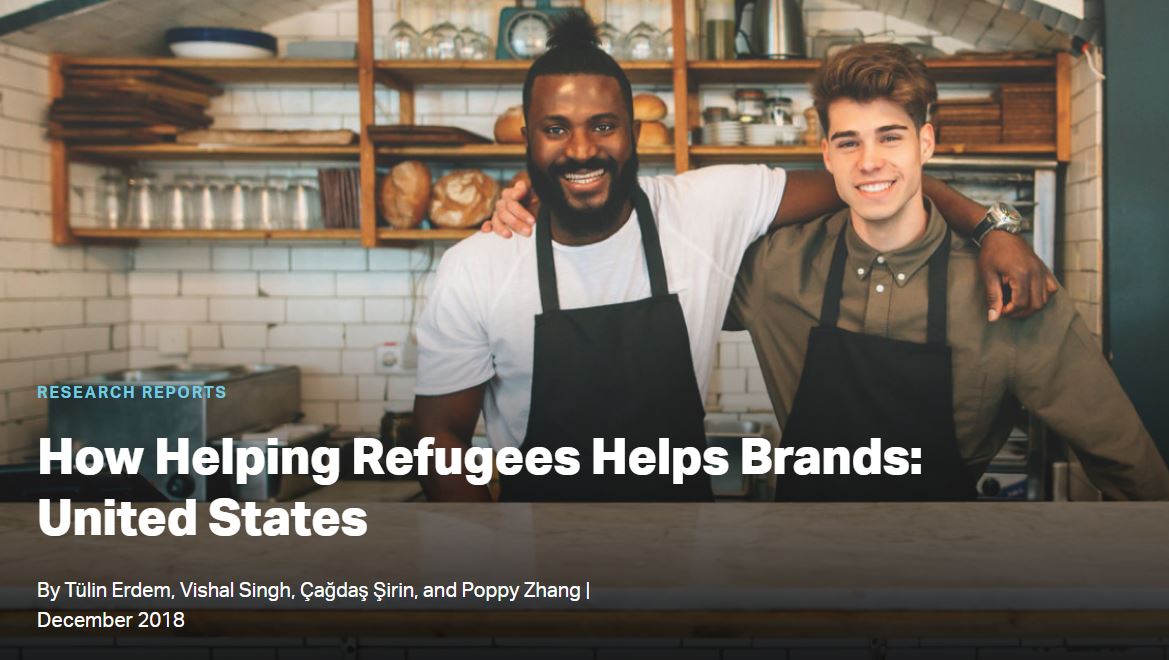 RESEARCH REPORTS
How Helping Refugees Helps Brands:
United States
By Tülin Erdem, Vishal Singh, Çağdaş Şirin, and Poppy Zhang |
December 2018